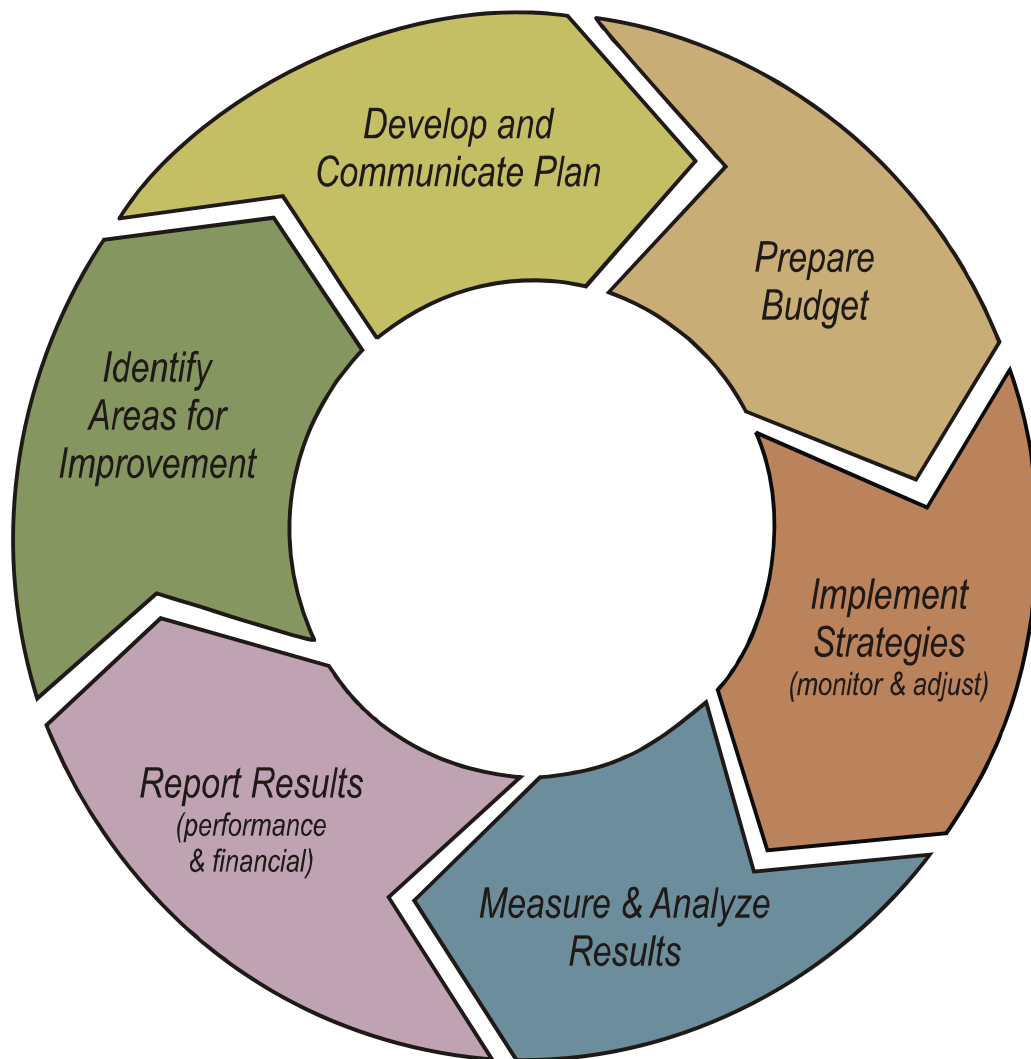 Develop and
Communicate Plan
Prepare
Budget
Implement
Strategies
(monitor & adjust)
Measure & Analyze
Results
Report Results
(performance
& financial)
Identify
Areas for
Improvement